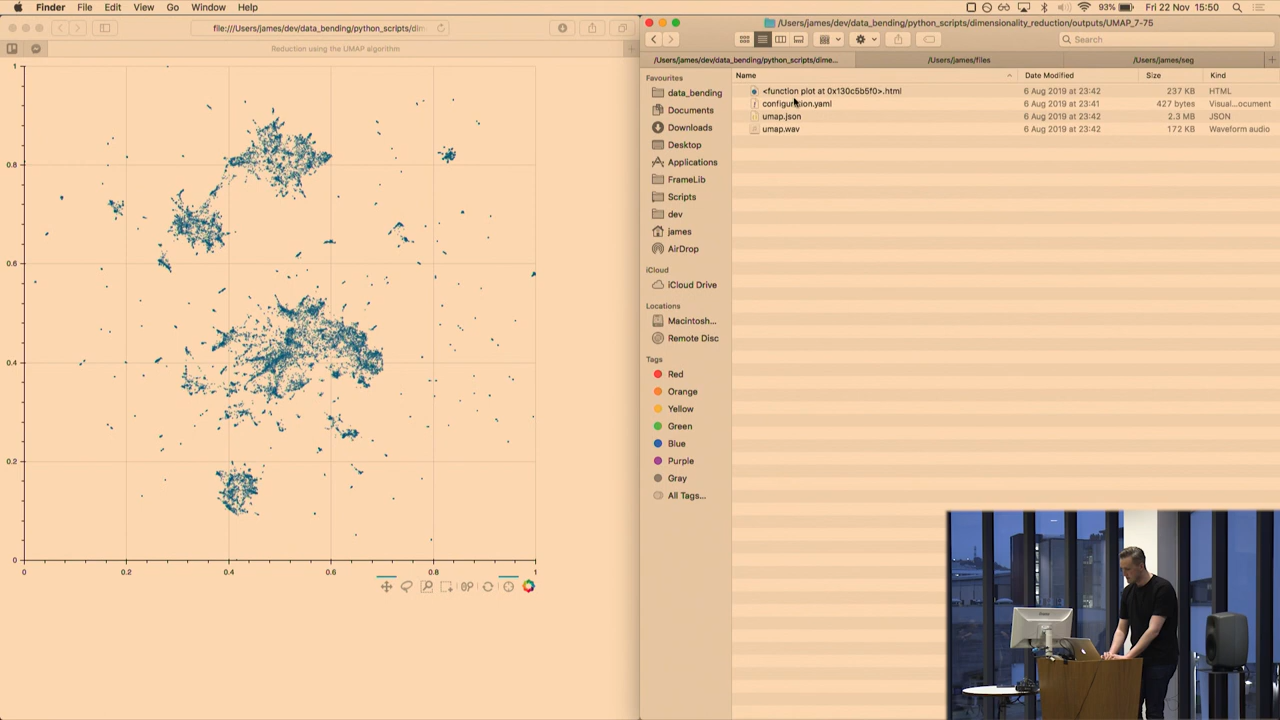 Finder File Edit View Go Window Help
93% Fri 22 Nov 15:50
file:///Users/james/dev/data_bending/python_scripts/dim
Reduction using the UMAP algorithm
1
0.8
0.6
0.4
0.2
0
0 0.2 0.4 0.6 0.8 1
/Users/james/dev/data_bending/python_scripts/dimensionality_reduction/outputs/UMAP_7-75
Search
/Users/james/dev/data_bending/python_scripts/dime... /Users/james/files /Users/james/seg
Favourites
data_bending
Documents
Downloads
Desktop
Applications
FrameLib
Scripts
dev
james
AirDrop
iCloud
iCloud Drive
Locations
Macintosh...
Remote Disc
Tags
Red
Orange
Yellow
Green
Blue
Purple
Gray
All Tags...
Name Date Modified Size Kind
<function plot at 0x130c5b5f0>.html 6 Aug 2019 at 23:42 237 KB HTML
configuration.yaml 6 Aug 2019 at 23:41 427 bytes Visual...ocument
umap.json 6 Aug 2019 at 23:42 2.3 MB JSON
umap.wav 6 Aug 2019 at 23:42 172 KB Waveform audio